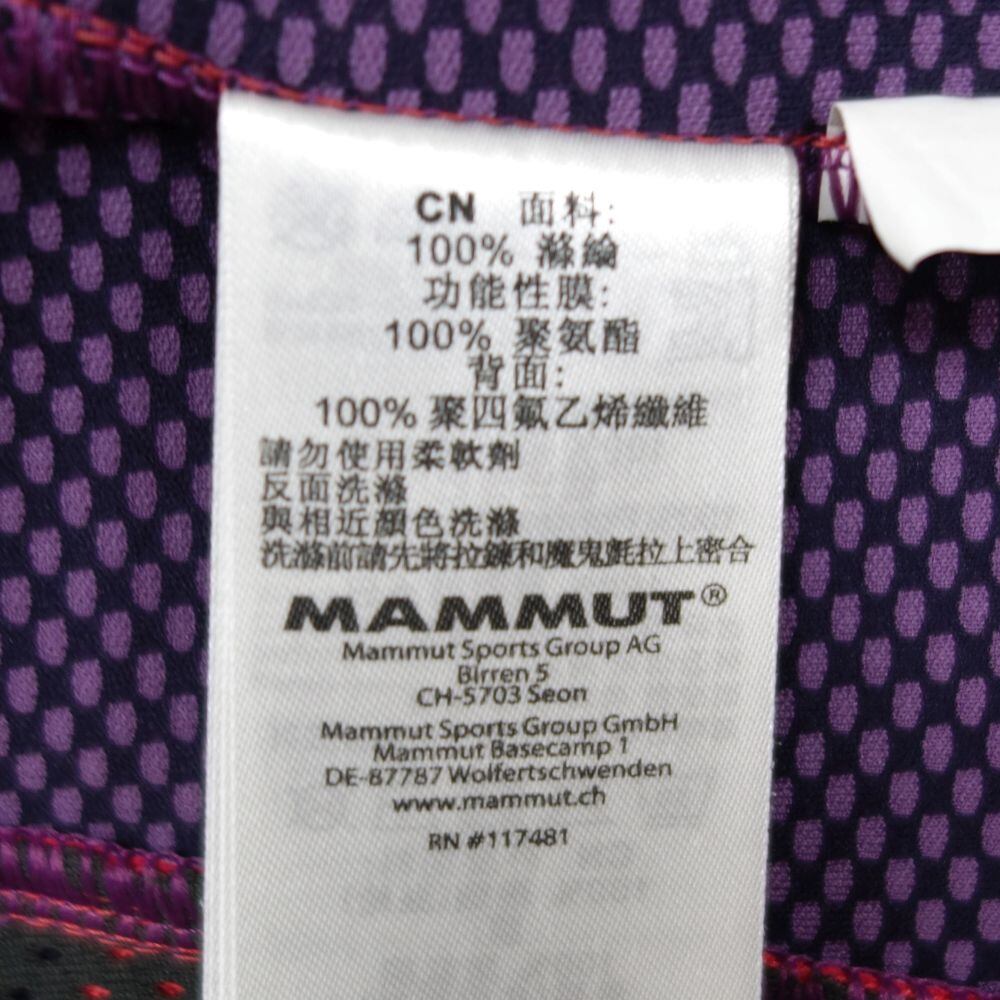 CN 面料:
100% 滌綸
功能性膜:
100% 聚氨酯
背面:
100% 聚四氟乙烯纖維
請勿使用柔軟劑
反面洗滌
與相近顏色洗滌
洗滌前請先將拉鍊和魔鬼氈拉上密合
MAMMUT®
Mammut Sports Group AG
Birren 5
CH-5703 Seon
Mammut Sports Group GmbH
Mammut Basecamp 1
DE-87787 Wolfertschwenden
www.mammut.ch
RN #117481